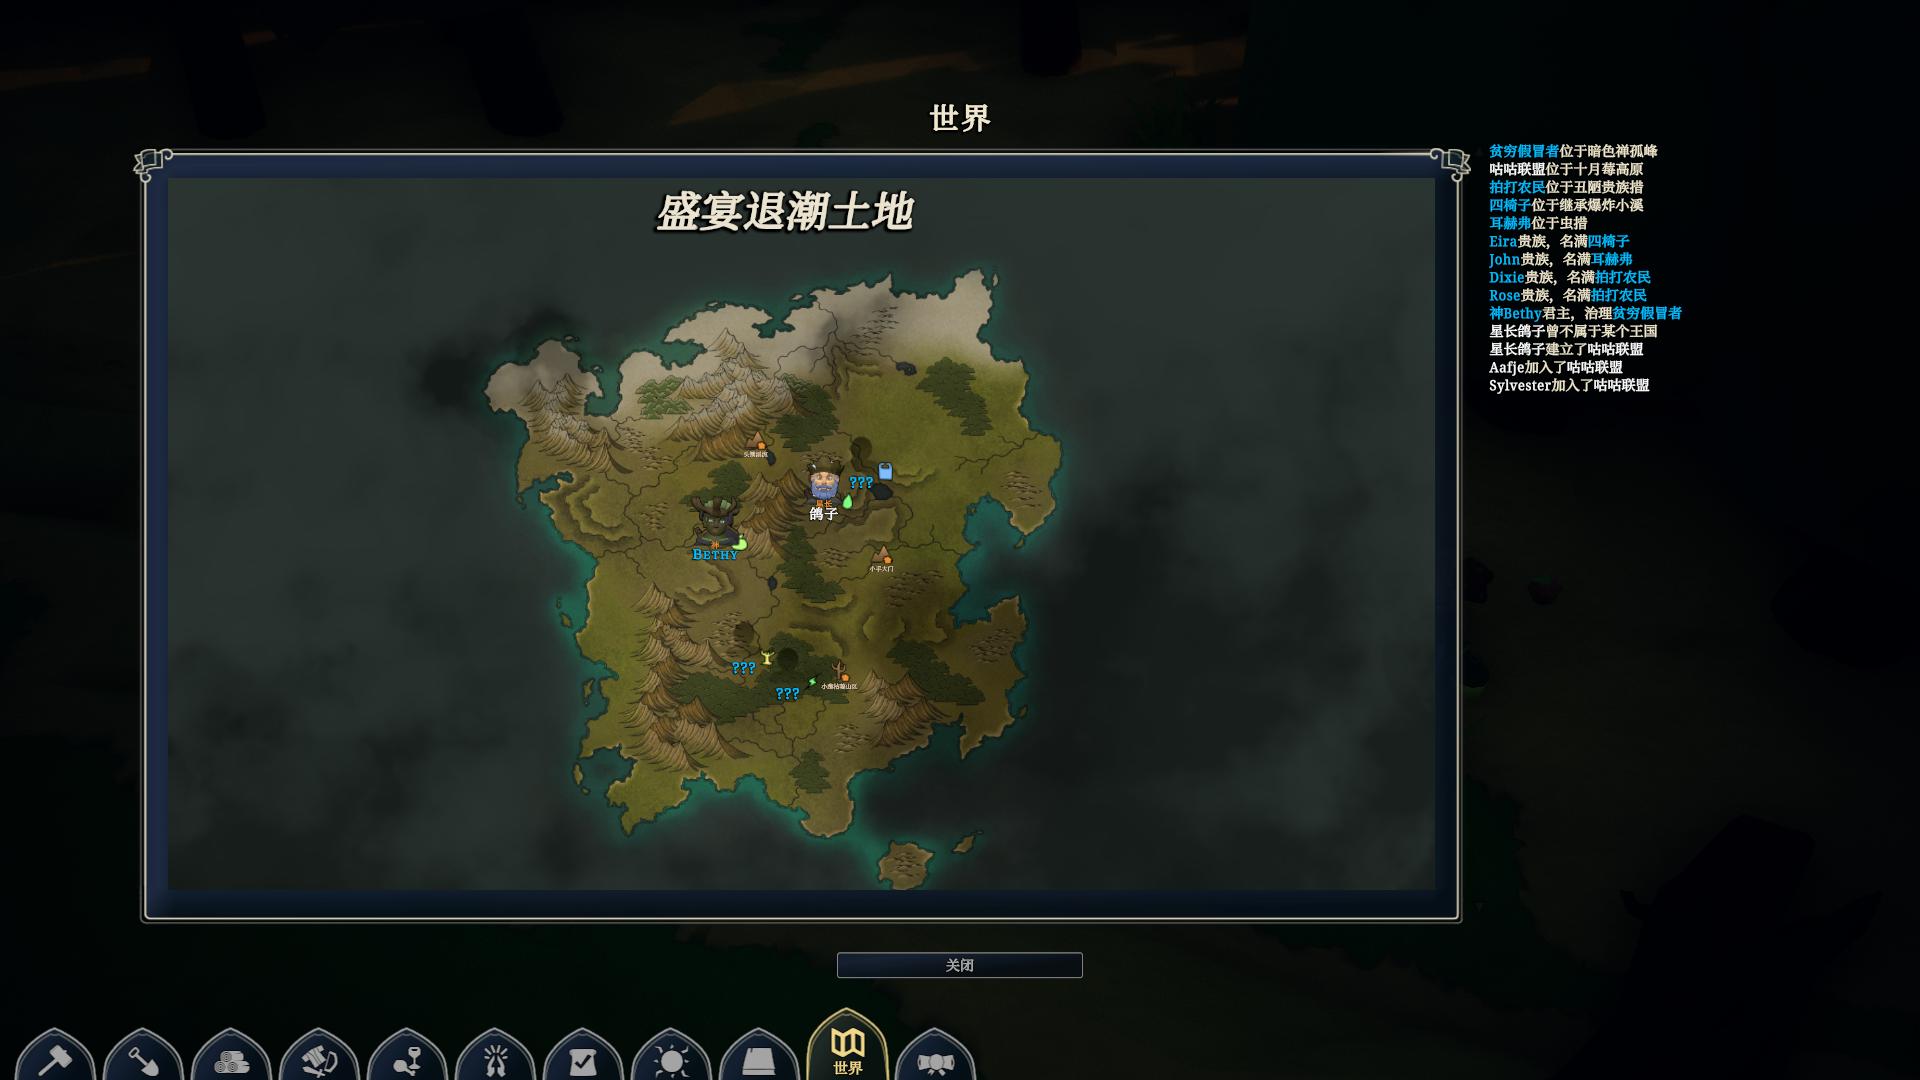 世界
盛宴退潮土地
贫穷假冒者位于暗色禅孤峰
咕咕联盟位于十月莓高原
拍打农民位于丑陋贵族措
四椅子位于继承爆炸小溪
耳赫弗位于虫措
Eira贵族，名满四椅子
John贵族，名满耳赫弗
Dixie贵族，名满拍打农民
Rose贵族，名满拍打农民
神Bethy君主，治理贫穷假冒者
星长鸽子曾不属于某个王国
星长鸽子建立了咕咕联盟
Aafje加入了咕咕联盟
Sylvester加入了咕咕联盟
???
星长
鸽子
神
BETHY
小平大门
???
???
关闭
世界